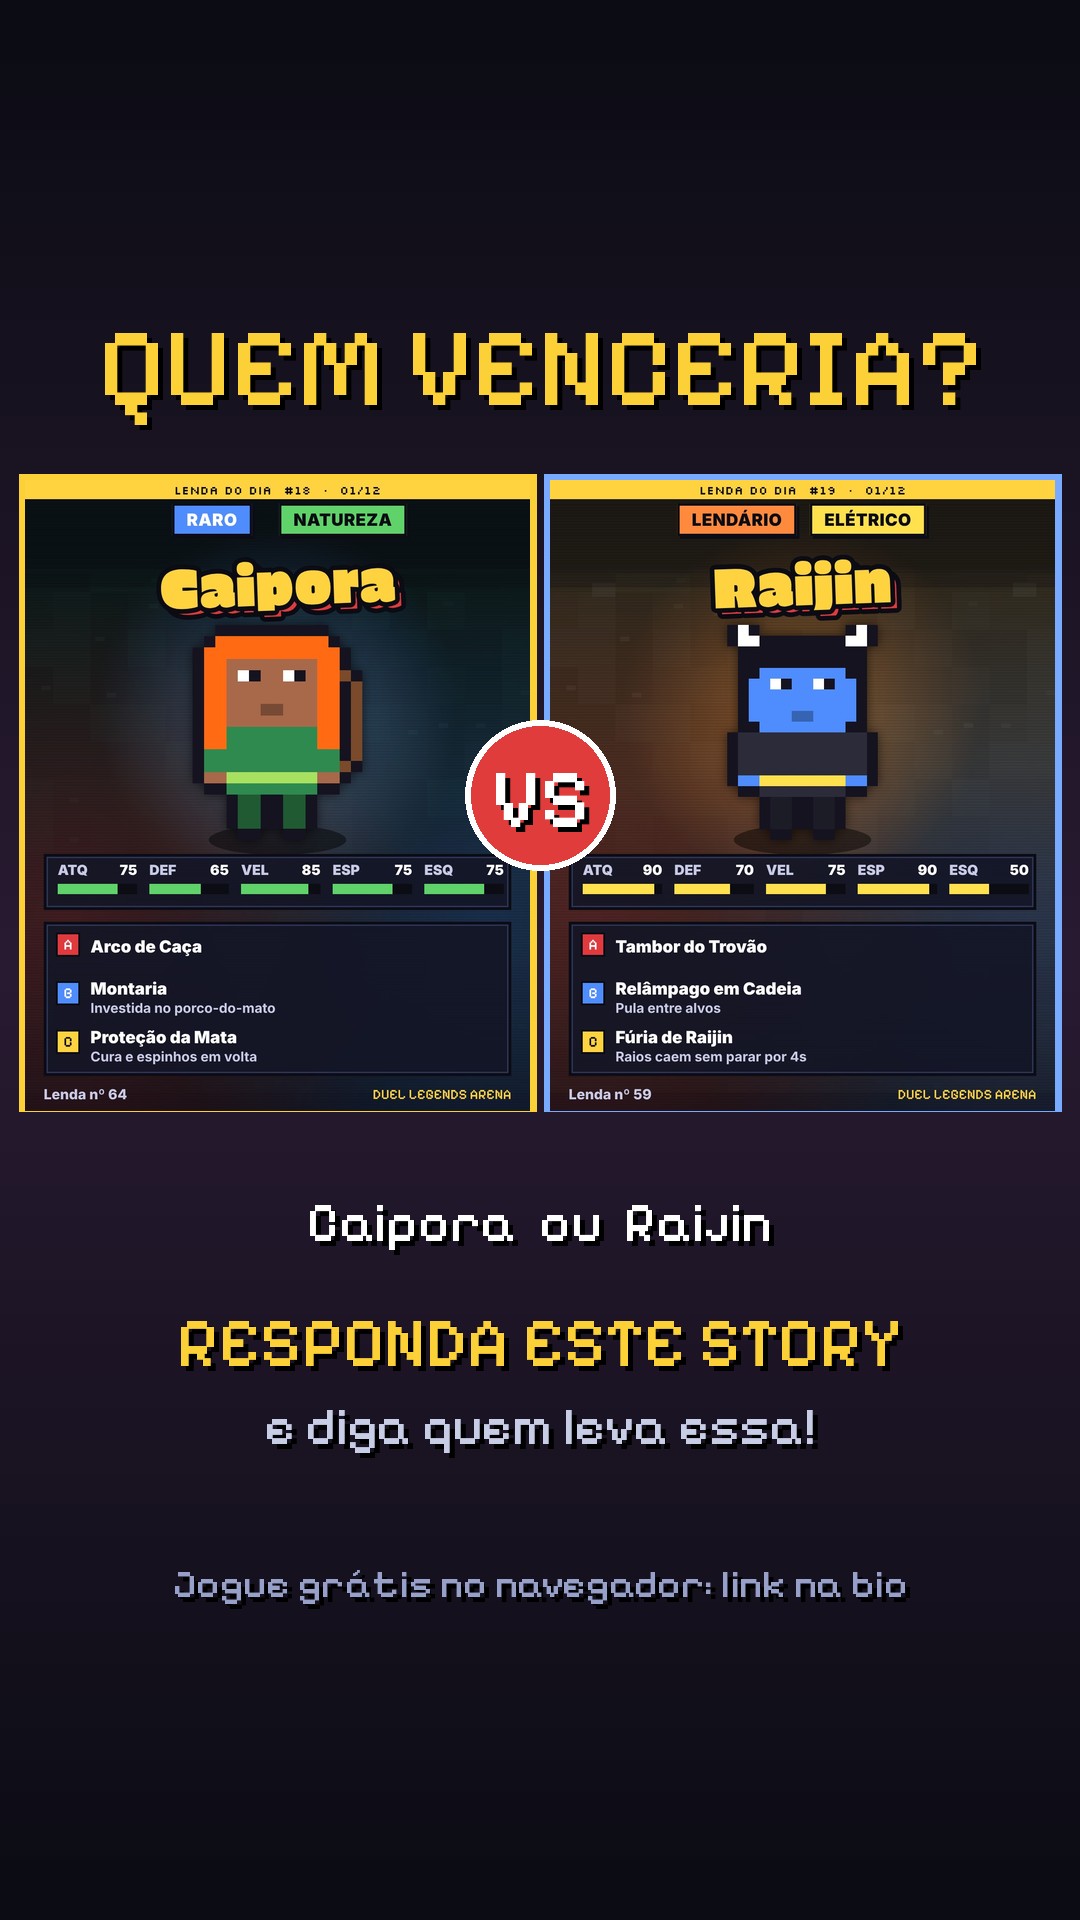 QUEM VENCERIA?
LENDA DO DIA #18 · 01/12
RARO NATUREZA
Caipora
ATQ 75 DEF 65 VEL 85 ESP 75 ESQ 75
A Arco de Caça
B Montaria
Investida no porco-do-mato
C Proteção da Mata
Cura e espinhos em volta
Lenda nº 64 DUEL LEGENDS ARENA
VS
LENDA DO DIA #19 · 01/12
LENDÁRIO ELÉTRICO
Raijin
ATQ 90 DEF 70 VEL 75 ESP 90 ESQ 50
A Tambor do Trovão
B Relâmpago em Cadeia
Pula entre alvos
C Fúria de Raijin
Raios caem sem parar por 4s
Lenda nº 59 DUEL LEGENDS ARENA
Caipora ou Raijin
RESPONDA ESTE STORY
e diga quem leva essa!
Jogue grátis no navegador: link na bio